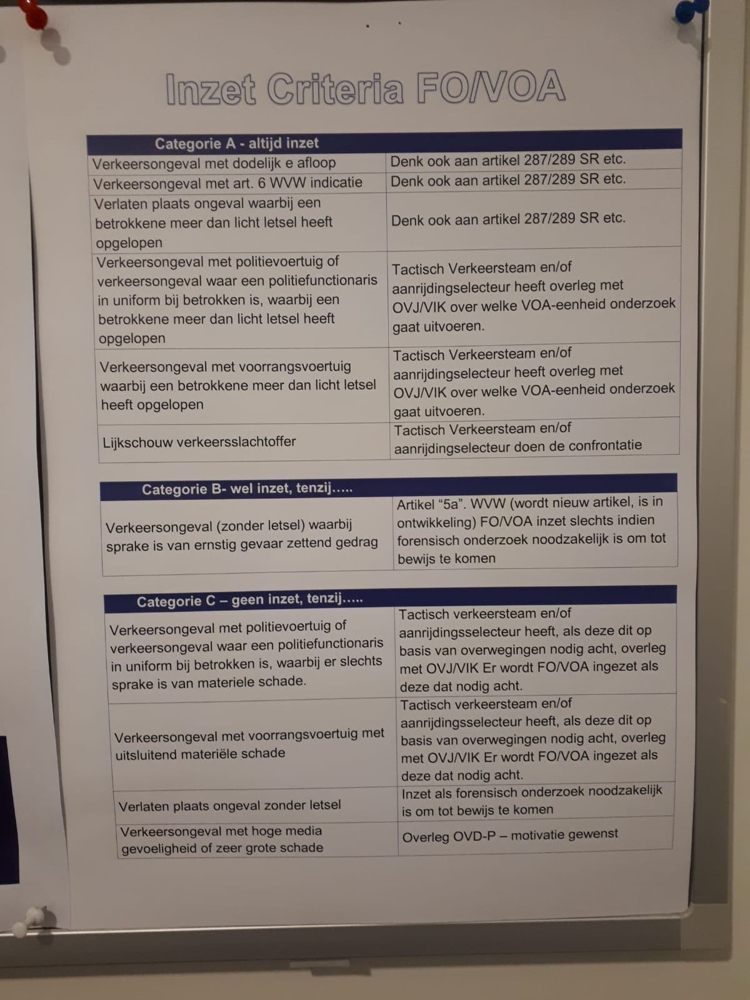 Inzet Criteria FO/VOA
Categorie A - altijd inzet
Verkeersongeval met dodelijk e afloop
Denk ook aan artikel 287/289 SR etc.
Verkeersongeval met art. 6 WVW indicatie
Denk ook aan artikel 287/289 SR etc.
Verlaten plaats ongeval waarbij een
betrokkene meer dan licht letsel heeft
opgelopen
Denk ook aan artikel 287/289 SR etc.
Verkeersongeval met politievoertuig of
verkeersongeval waar een politiefunctionaris
in uniform bij betrokken is, waarbij een
betrokkene meer dan licht letsel heeft
opgelopen
Tactisch Verkeersteam en/of
aanrijdingselecteur heeft overleg met
OVJ/VIK over welke VOA-eenheid onderzoek
gaat uitvoeren.
Verkeersongeval met voorrangsvoertuig
waarbij een betrokkene meer dan licht letsel
heeft opgelopen
Tactisch Verkeersteam en/of
aanrijdingselecteur heeft overleg met
OVJ/VIK over welke VOA-eenheid onderzoek
gaat uitvoeren.
Lijkschouw verkeersslachtoffer
Tactisch Verkeersteam en/of
aanrijdingselecteur doen de confrontatie
Categorie B- wel inzet, tenzij.....
Verkeersongeval (zonder letsel) waarbij
sprake is van ernstig gevaar zettend gedrag
Artikel “5a”. WVW (wordt nieuw artikel, is in
ontwikkeling) FO/VOA inzet slechts indien
forensisch onderzoek noodzakelijk is om tot
bewijs te komen
Categorie C – geen inzet, tenzij.....
Verkeersongeval met politievoertuig of
verkeersongeval waar een politiefunctionaris
in uniform bij betrokken is, waarbij er slechts
sprake is van materiele schade.
Tactisch verkeersteam en/of
aanrijdingsselecteur heeft, als deze dit op
basis van overwegingen nodig acht, overleg
met OVJ/VIK Er wordt FO/VOA ingezet als
deze dat nodig acht.
Verkeersongeval met voorrangsvoertuig met
uitsluitend materiële schade
Tactisch verkeersteam en/of
aanrijdingsselecteur heeft, als deze dit op
basis van overwegingen nodig acht, overleg
met OVJ/VIK Er wordt FO/VOA ingezet als
deze dat nodig acht.
Verlaten plaats ongeval zonder letsel
Inzet als forensisch onderzoek noodzakelijk
is om tot bewijs te komen
Verkeersongeval met hoge media
gevoeligheid of zeer grote schade
Overleg OVD-P – motivatie gewenst